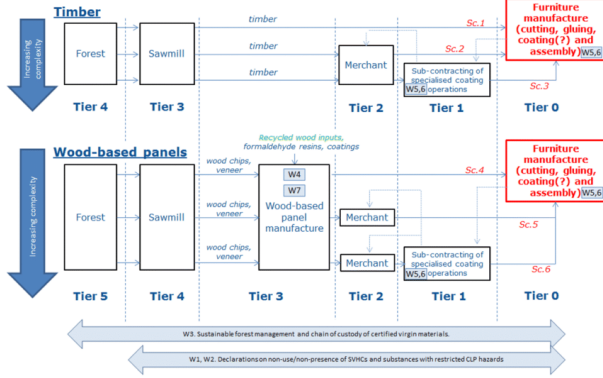 Timber
Increasing complexity
Forest
Sawmill
timber
timber
timber
Merchant
Sub-contracting of
specialised coating
W5,6 operations
Sc.1
Sc.2
Sc.3
Furniture
manufacture
(cutting, gluing,
coating(?) and
assembly) W5,6
Tier 4
Tier 3
Tier 2
Tier 1
Tier 0
Wood-based panels
Increasing complexity
Recycled wood inputs,
formaldehyde resins, coatings
Forest
Sawmill
wood chips,
veneer
wood chips,
veneer
wood chips,
veneer
W4
W7
Wood-based
panel
manufacture
Merchant
Merchant
Sub-contracting of
specialised coating
W5,6 operations
Sc.4
Sc.5
Sc.6
Furniture
manufacture
(cutting, gluing,
coating(?) and
assembly) W5,6
Tier 5
Tier 4
Tier 3
Tier 2
Tier 1
Tier 0
W3. Sustainable forest management and chain of custody of certified virgin materials.
W1, W2. Declarations on non-use/non-presence of SVHCs and substances with restricted CLP hazards